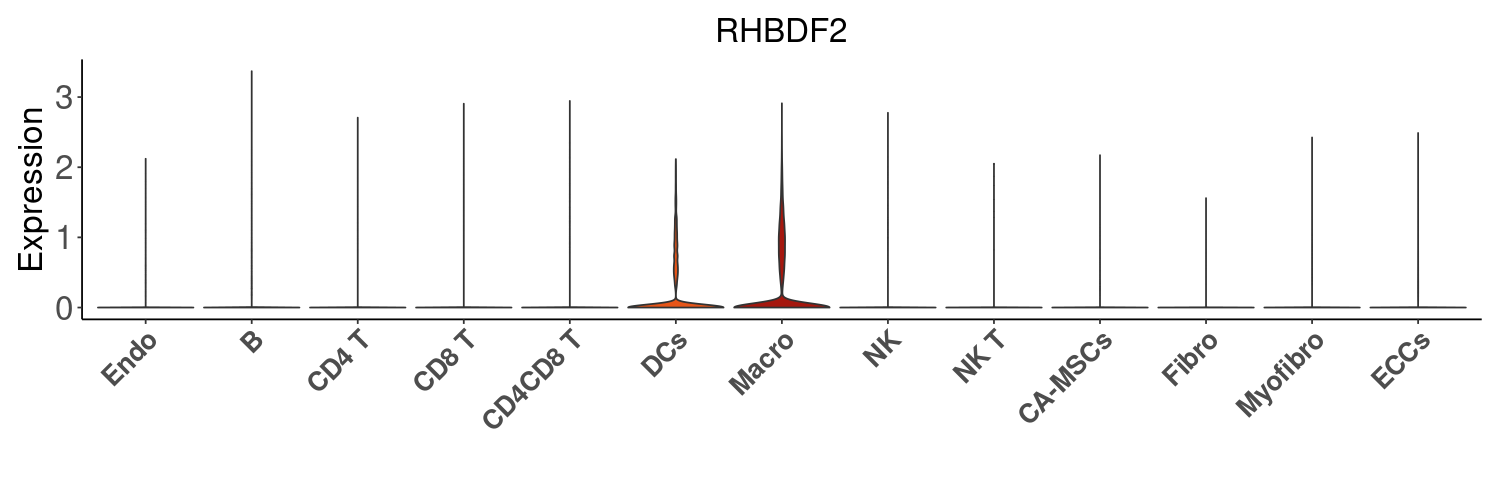 RHBDF2
Expression
3
2
1
0
Endo
B
CD4 T
CD8 T
CD4CD8 T
DCs
Macro
NK
NK T
CA-MSCs
Fibro
Myofibro
ECCs